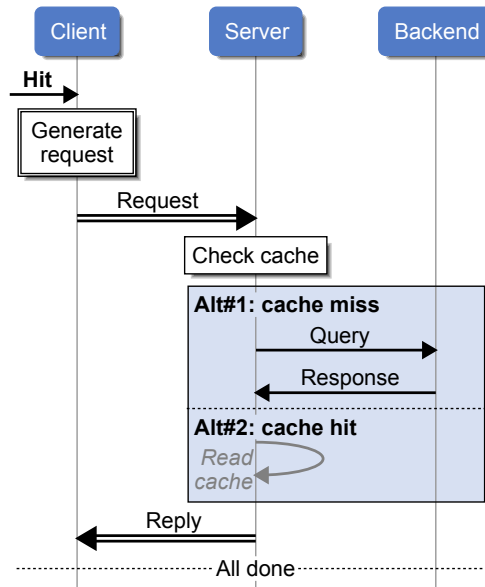 Client Server Backend
Hit
Generate
request
Request
Check cache
Alt#1: cache miss
Query
Response
Alt#2: cache hit
Read
cache
Reply
All done